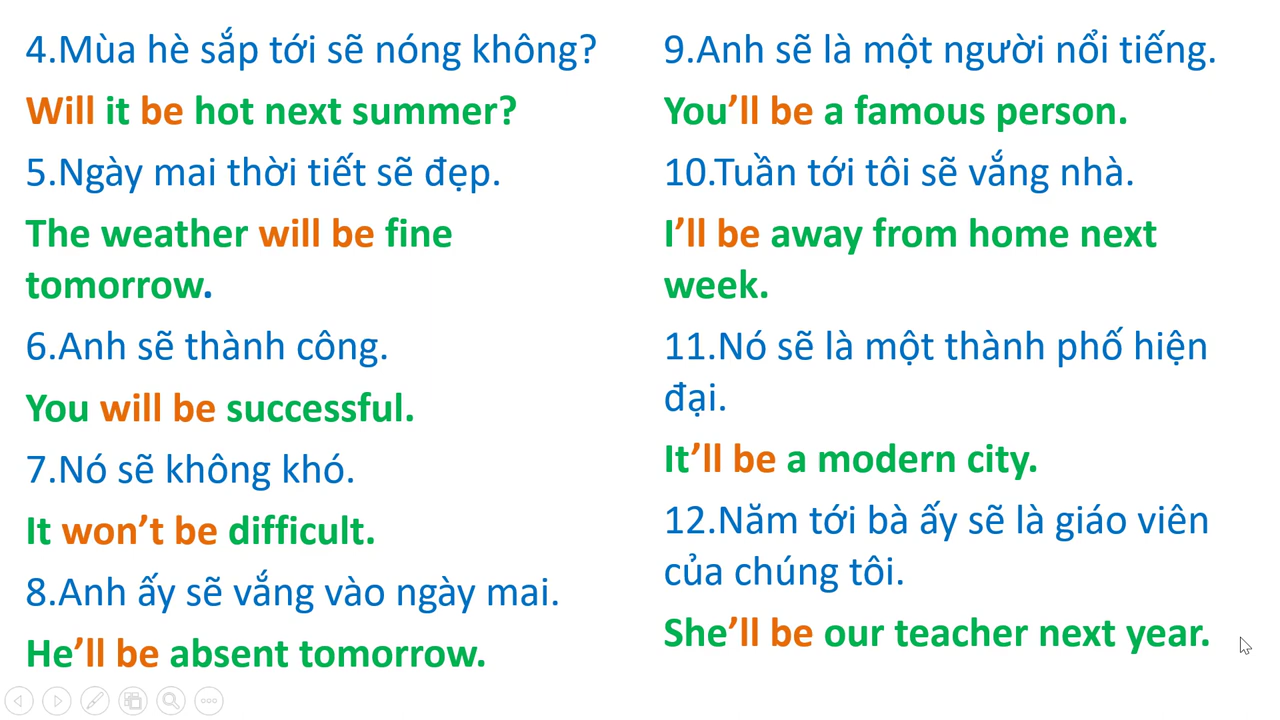 4.Mùa hè sắp tới sẽ nóng không?
Will it be hot next summer?
5.Ngày mai thời tiết sẽ đẹp.
The weather will be fine
tomorrow.
6.Anh sẽ thành công.
You will be successful.
7.Nó sẽ không khó.
It won’t be difficult.
8.Anh ấy sẽ vắng vào ngày mai.
He’ll be absent tomorrow.
9.Anh sẽ là một người nổi tiếng.
You’ll be a famous person.
10.Tuần tới tôi sẽ vắng nhà.
I’ll be away from home next
week.
11.Nó sẽ là một thành phố hiện
đại.
It’ll be a modern city.
12.Năm tới bà ấy sẽ là giáo viên
của chúng tôi.
She’ll be our teacher next year.